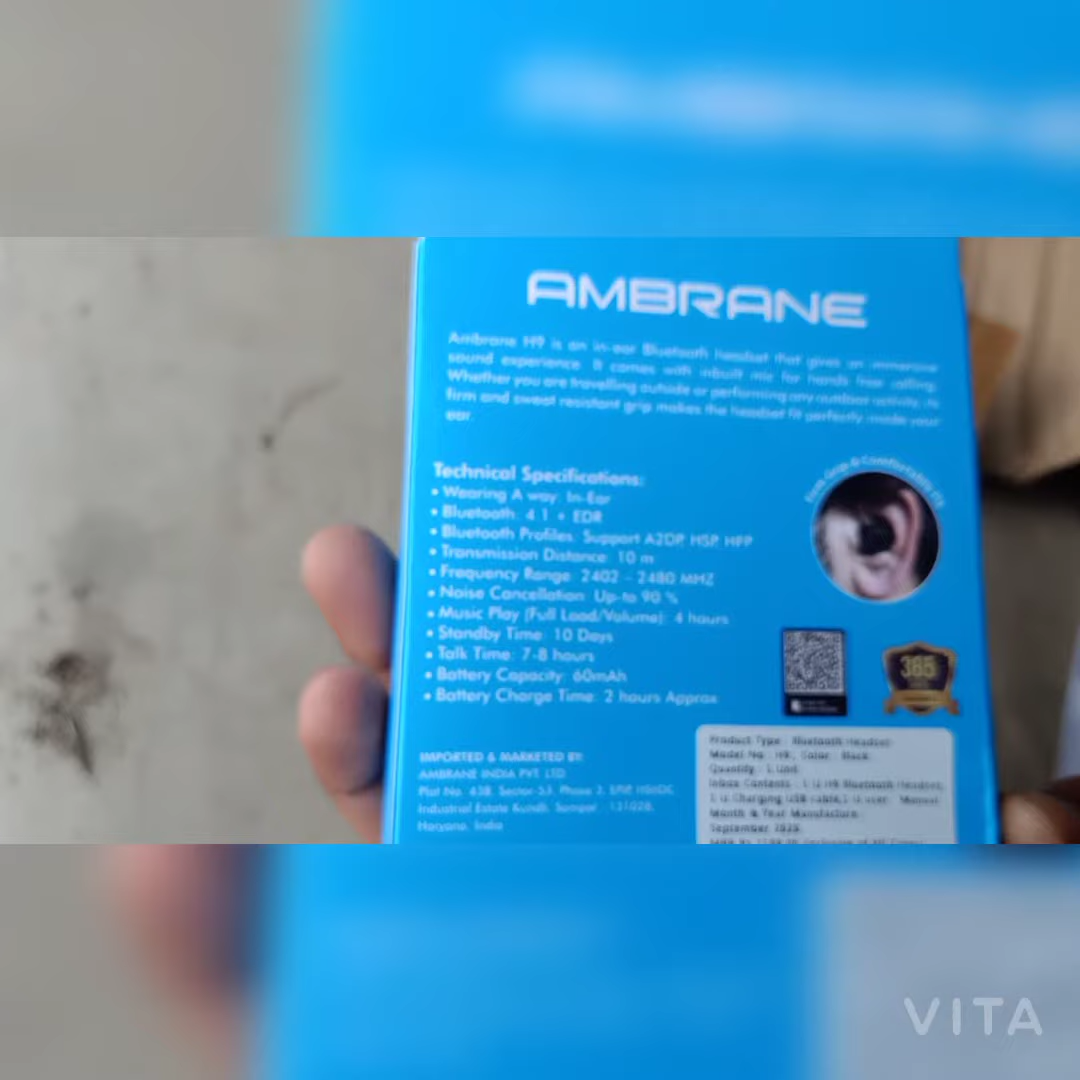 AMBRANE
Ambrane H9 is an in-ear Bluetooth headset that gives an immersive
sound experience. It comes with inbuilt mic for hands free calling.
Whether you are travelling outside or performing any outdoor activity, its
firm and sweat resistant grip makes the headset fit perfectly inside your
ear.
Technical Specifications:
• Wearing A way: In-Ear
• Bluetooth: 4.1 + EDR
• Bluetooth Profiles: Support A2DP, HSP, HFP
• Transmission Distance: 10 m
• Frequency Range: 2402 - 2480 MHZ
• Noise Cancellation: Up-to 90 %
• Music Play (Full Load/Volume): 4 hours
• Standby Time: 10 Days
• Talk Time: 7-8 hours
• Battery Capacity: 60mAh
• Battery Charge Time: 2 hours Approx
Firm Grip & Comfortable Fit
365
IMPORTED & MARKETED BY:
AMBRANE INDIA PVT. LTD.
Plot No. 438, Sector-53, Phase 
Industrial Estate Kundli, Sonipat - 131028,
Haryana, India
Product Type : Bluetooth Headset
Model No : H9, Color : Black
Quantity : 1 Unit
Inbox Contents : 1 U H9 Bluetooth Headset,
1 U Charging USB cable, 1 U user Manual
Month & Year Manufacture :
September 2020
VITA